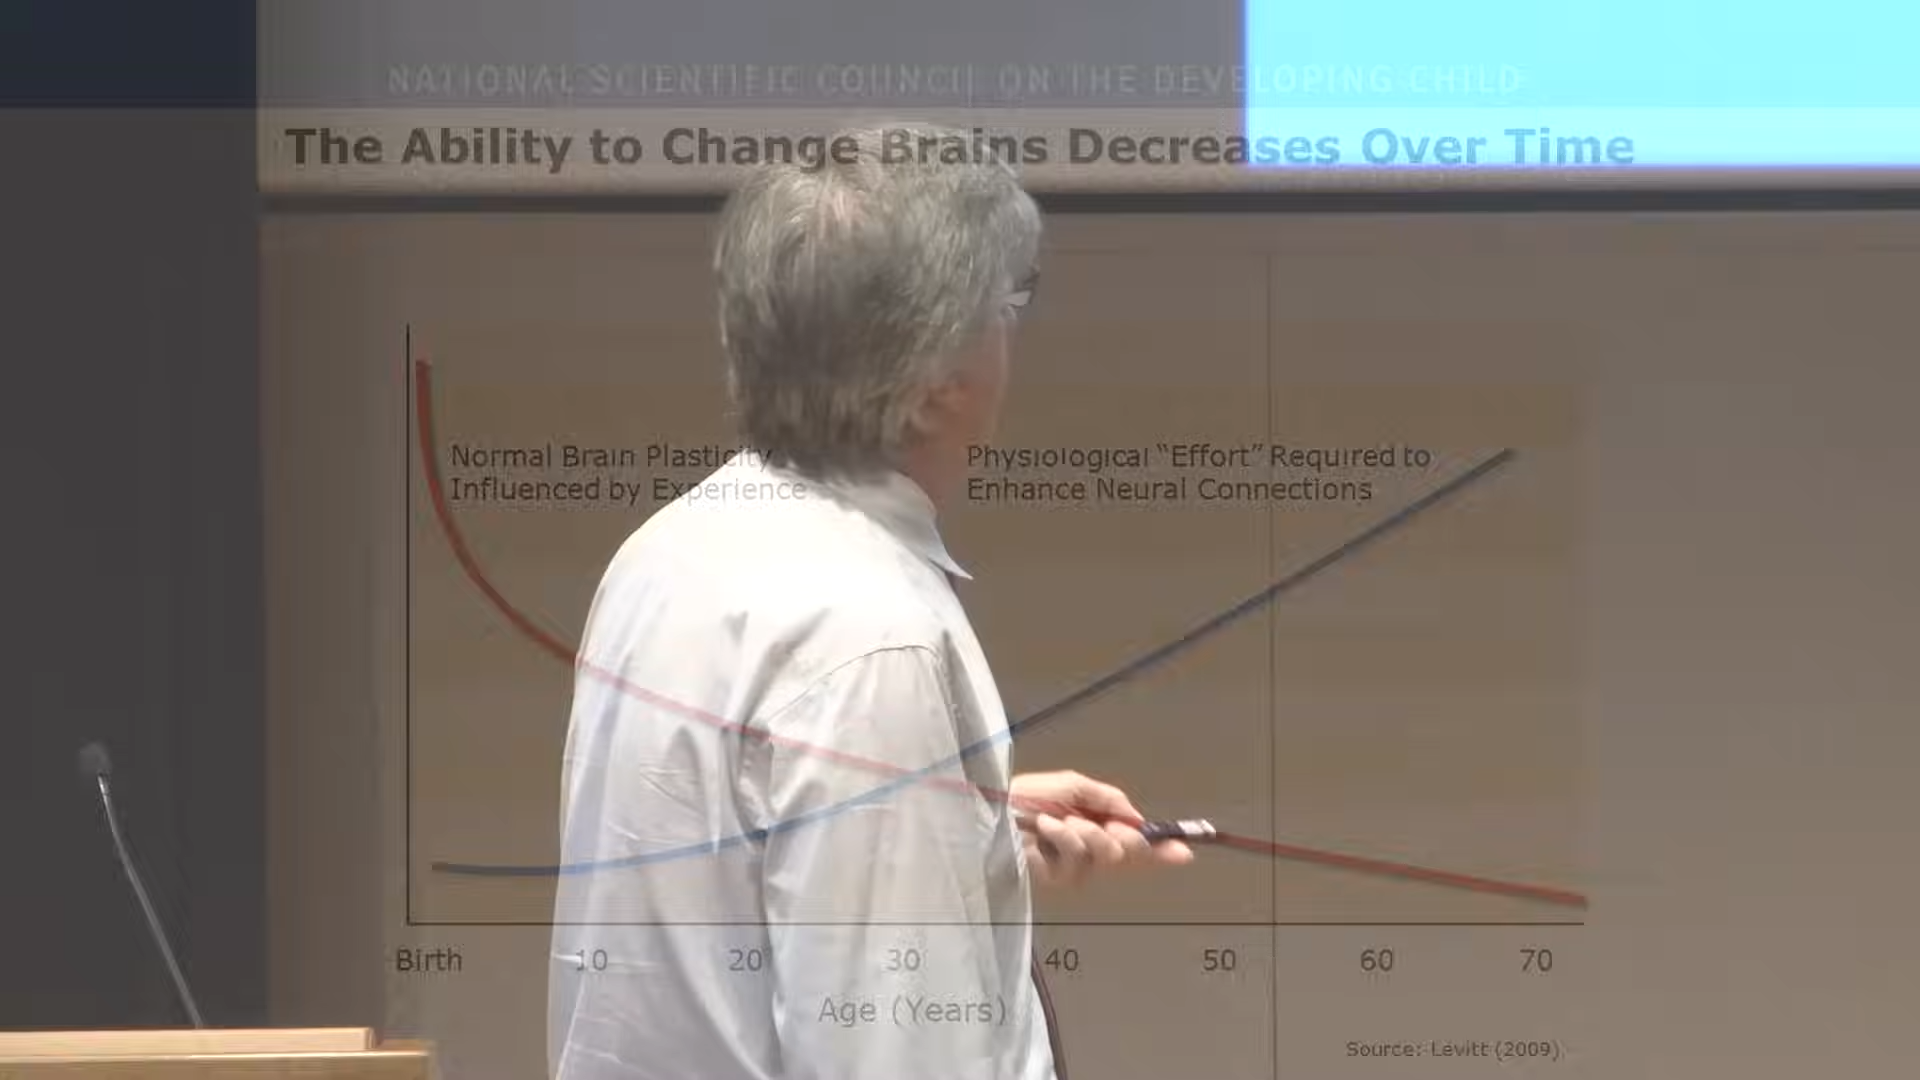 NATIONAL SCIENTIFIC COUNCIL ON THE DEVELOPING CHILD
The Ability to Change Brains Decreases Over Time
Normal Brain Plasticity
Influenced by Experience
Physiological “Effort” Required to
Enhance Neural Connections
Birth 10 20 30 40 50 60 70
Age (Years)
Source: Levitt (2009)